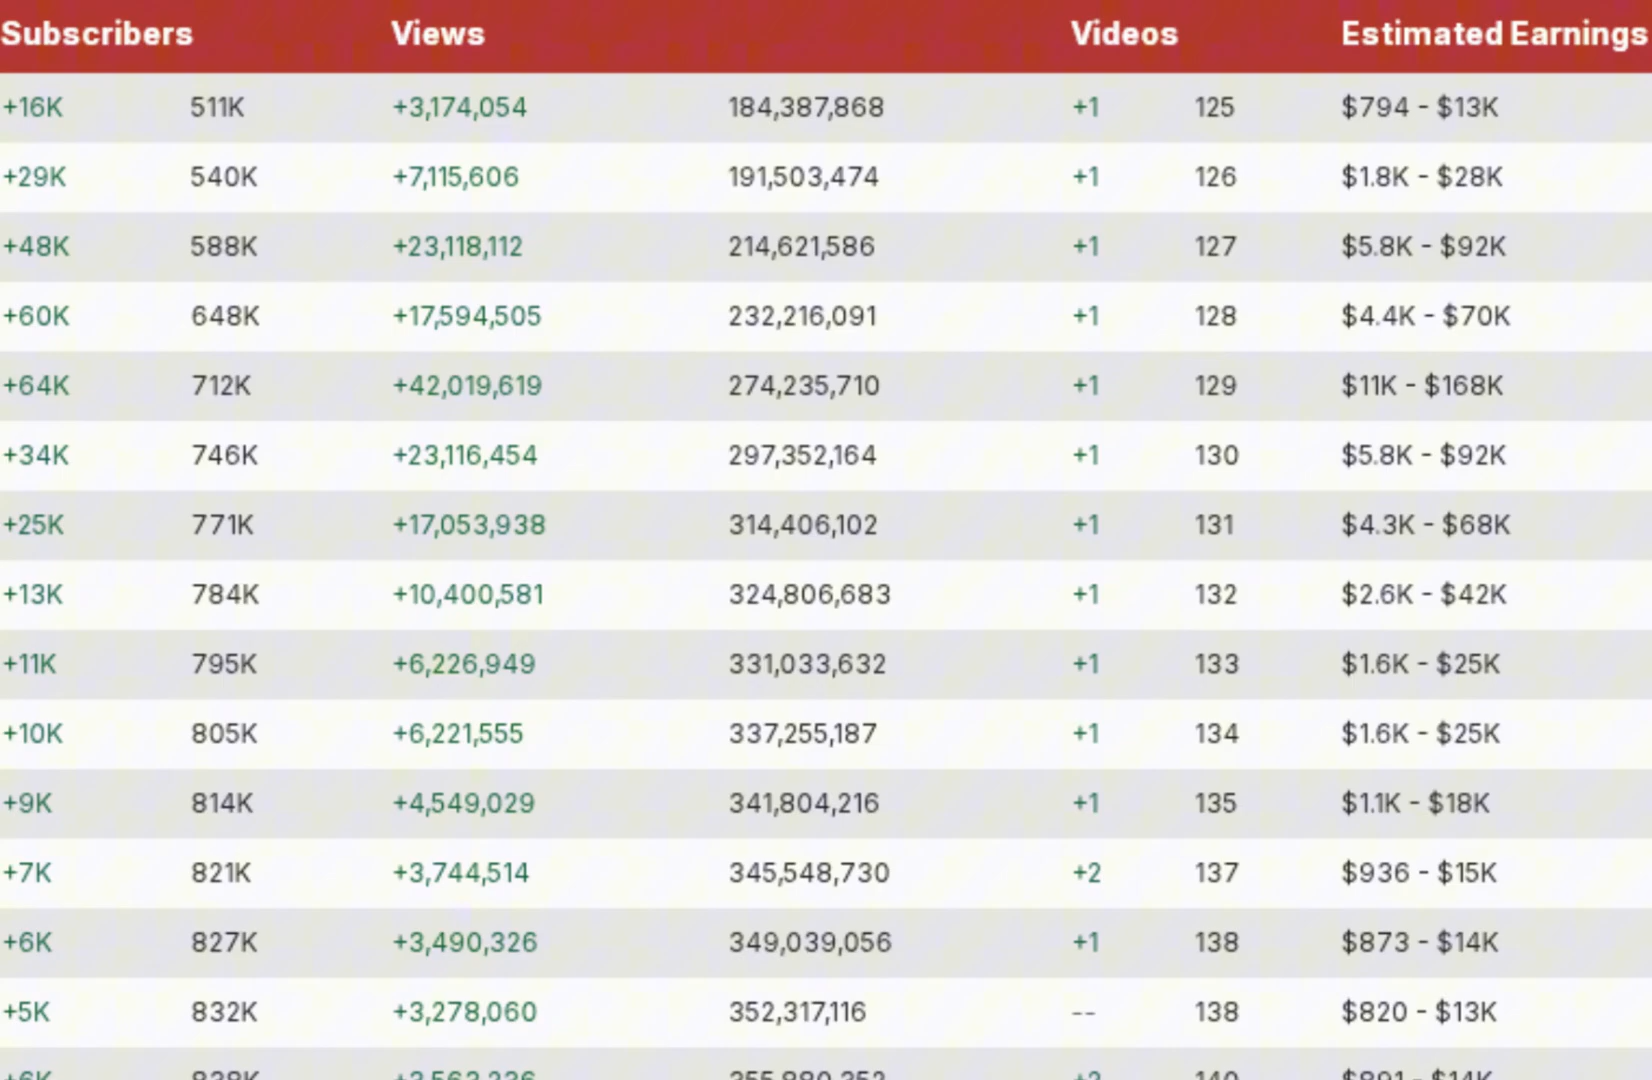 Subscribers Views Videos Estimated Earnings
+16K 511K +3,174,054 184,387,868 +1 125 $794 - $13K
+29K 540K +7,115,606 191,503,474 +1 126 $1.8K - $28K
+48K 588K +23,118,112 214,621,586 +1 127 $5.8K - $92K
+60K 648K +17,594,505 232,216,091 +1 128 $4.4K - $70K
+64K 712K +42,019,619 274,235,710 +1 129 $11K - $168K
+34K 746K +23,116,454 297,352,164 +1 130 $5.8K - $92K
+25K 771K +17,053,938 314,406,102 +1 131 $4.3K - $68K
+13K 784K +10,400,581 324,806,683 +1 132 $2.6K - $42K
+11K 795K +6,226,949 331,033,632 +1 133 $1.6K - $25K
+10K 805K +6,221,555 337,255,187 +1 134 $1.6K - $25K
+9K 814K +4,549,029 341,804,216 +1 135 $1.1K - $18K
+7K 821K +3,744,514 345,548,730 +2 137 $936 - $15K
+6K 827K +3,490,326 349,039,056 +1 138 $873 - $14K
+5K 832K +3,278,060 352,317,116 -- 138 $820 - $13K
+6K 838K +3,563,236 355,880,352 +2 140 $891 - $14K